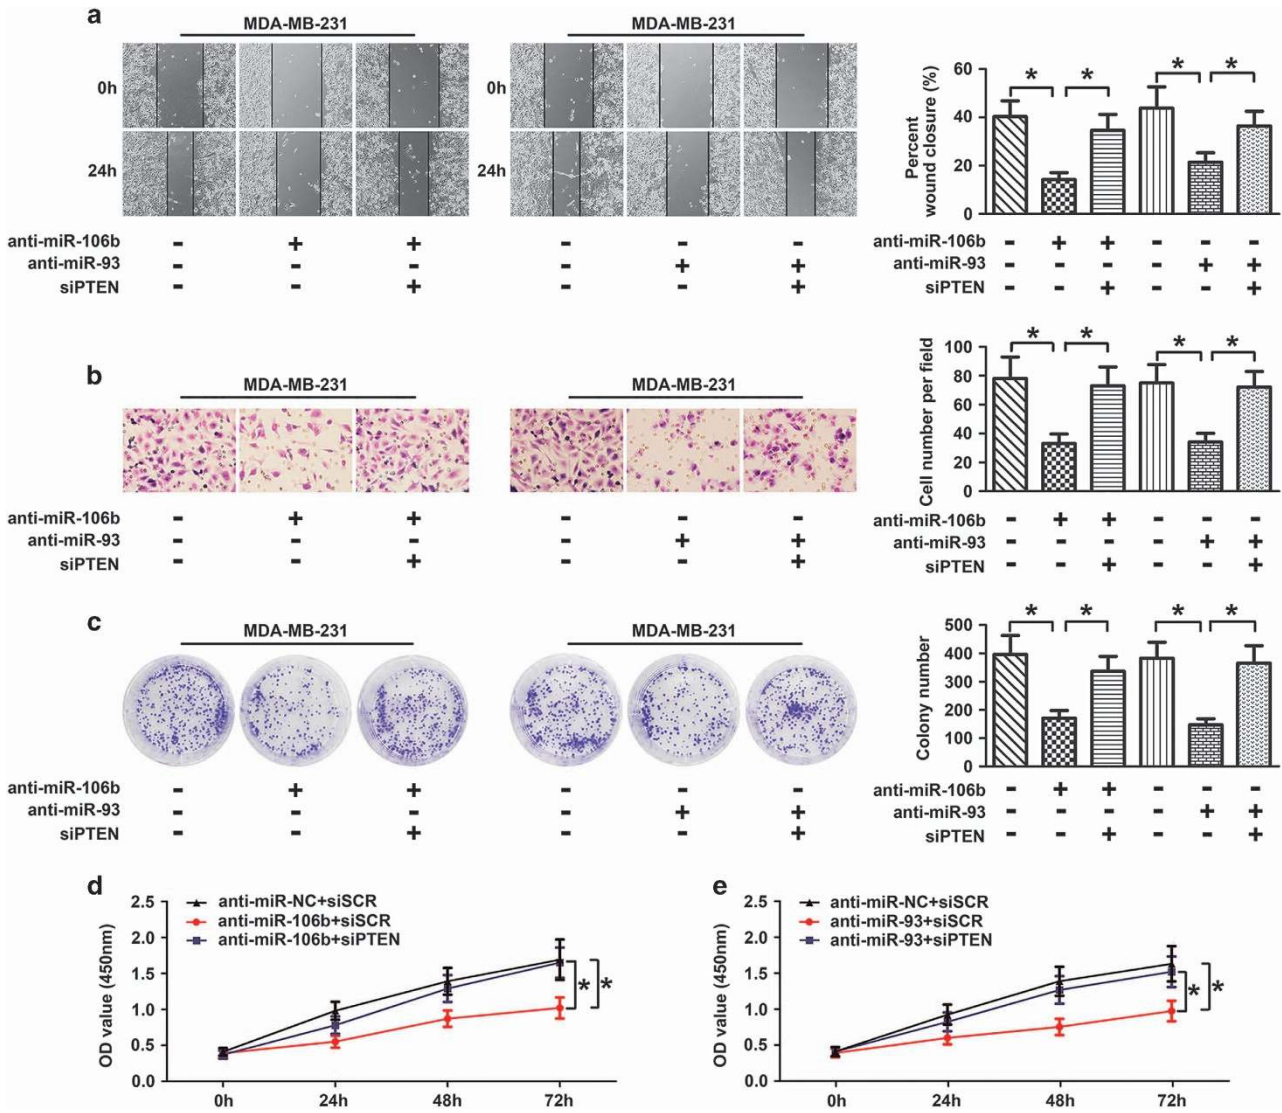 a
MDA-MB-231
MDA-MB-231
0h
24h
0h
24h
anti-miR-106b - + +
anti-miR-93 - - -
siPTEN - - +
- - -
- + +
- - +
Percent
wound closure (%)
60
40
20
0
* * * *
anti-miR-106b - + + - - -
anti-miR-93 - - - - + +
siPTEN - - + - - +
b
MDA-MB-231
MDA-MB-231
anti-miR-106b - + +
anti-miR-93 - - -
siPTEN - - +
- - -
- + +
- - +
Cell number per field
100
80
60
40
20
0
* * * *
anti-miR-106b - + + - - -
anti-miR-93 - - - - + +
siPTEN - - + - - +
c
MDA-MB-231
MDA-MB-231
anti-miR-106b - + +
anti-miR-93 - - -
siPTEN - - +
- - -
- + +
- - +
Colony number
500
400
300
200
100
0
* * * *
anti-miR-106b - + + - - -
anti-miR-93 - - - - + +
siPTEN - - + - - +
d
OD value (450nm)
2.5
2.0
1.5
1.0
0.5
0.0
anti-miR-NC+siSCR
anti-miR-106b+siSCR
anti-miR-106b+siPTEN
* *
0h 24h 48h 72h
e
OD value (450nm)
2.5
2.0
1.5
1.0
0.5
0.0
anti-miR-NC+siSCR
anti-miR-93+siSCR
anti-miR-93+siPTEN
* *
0h 24h 48h 72h